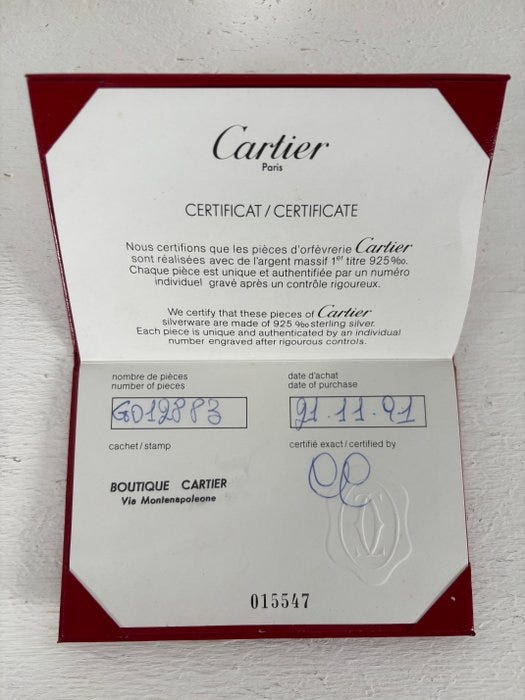 Cartier
Paris
CERTIFICAT / CERTIFICATE
Nous certifions que les pièces d'orfèvrerie Cartier
sont réalisées avec de l'argent massif 1er titre 925‰.
Chaque pièce est unique et authentifiée par un numéro
individuel gravé après un contrôle rigoureux.
We certify that these pieces of Cartier
silverware are made of 925 ‰ sterling silver.
Each piece is unique and authenticated by an individual
number engraved after rigourous controls.
nombre de pièces
number of pieces
G012883
date d'achat
date of purchase
21.11.91
cachet / stamp
BOUTIQUE CARTIER
Via Montenapoleone
certifié exact / certified by
015547